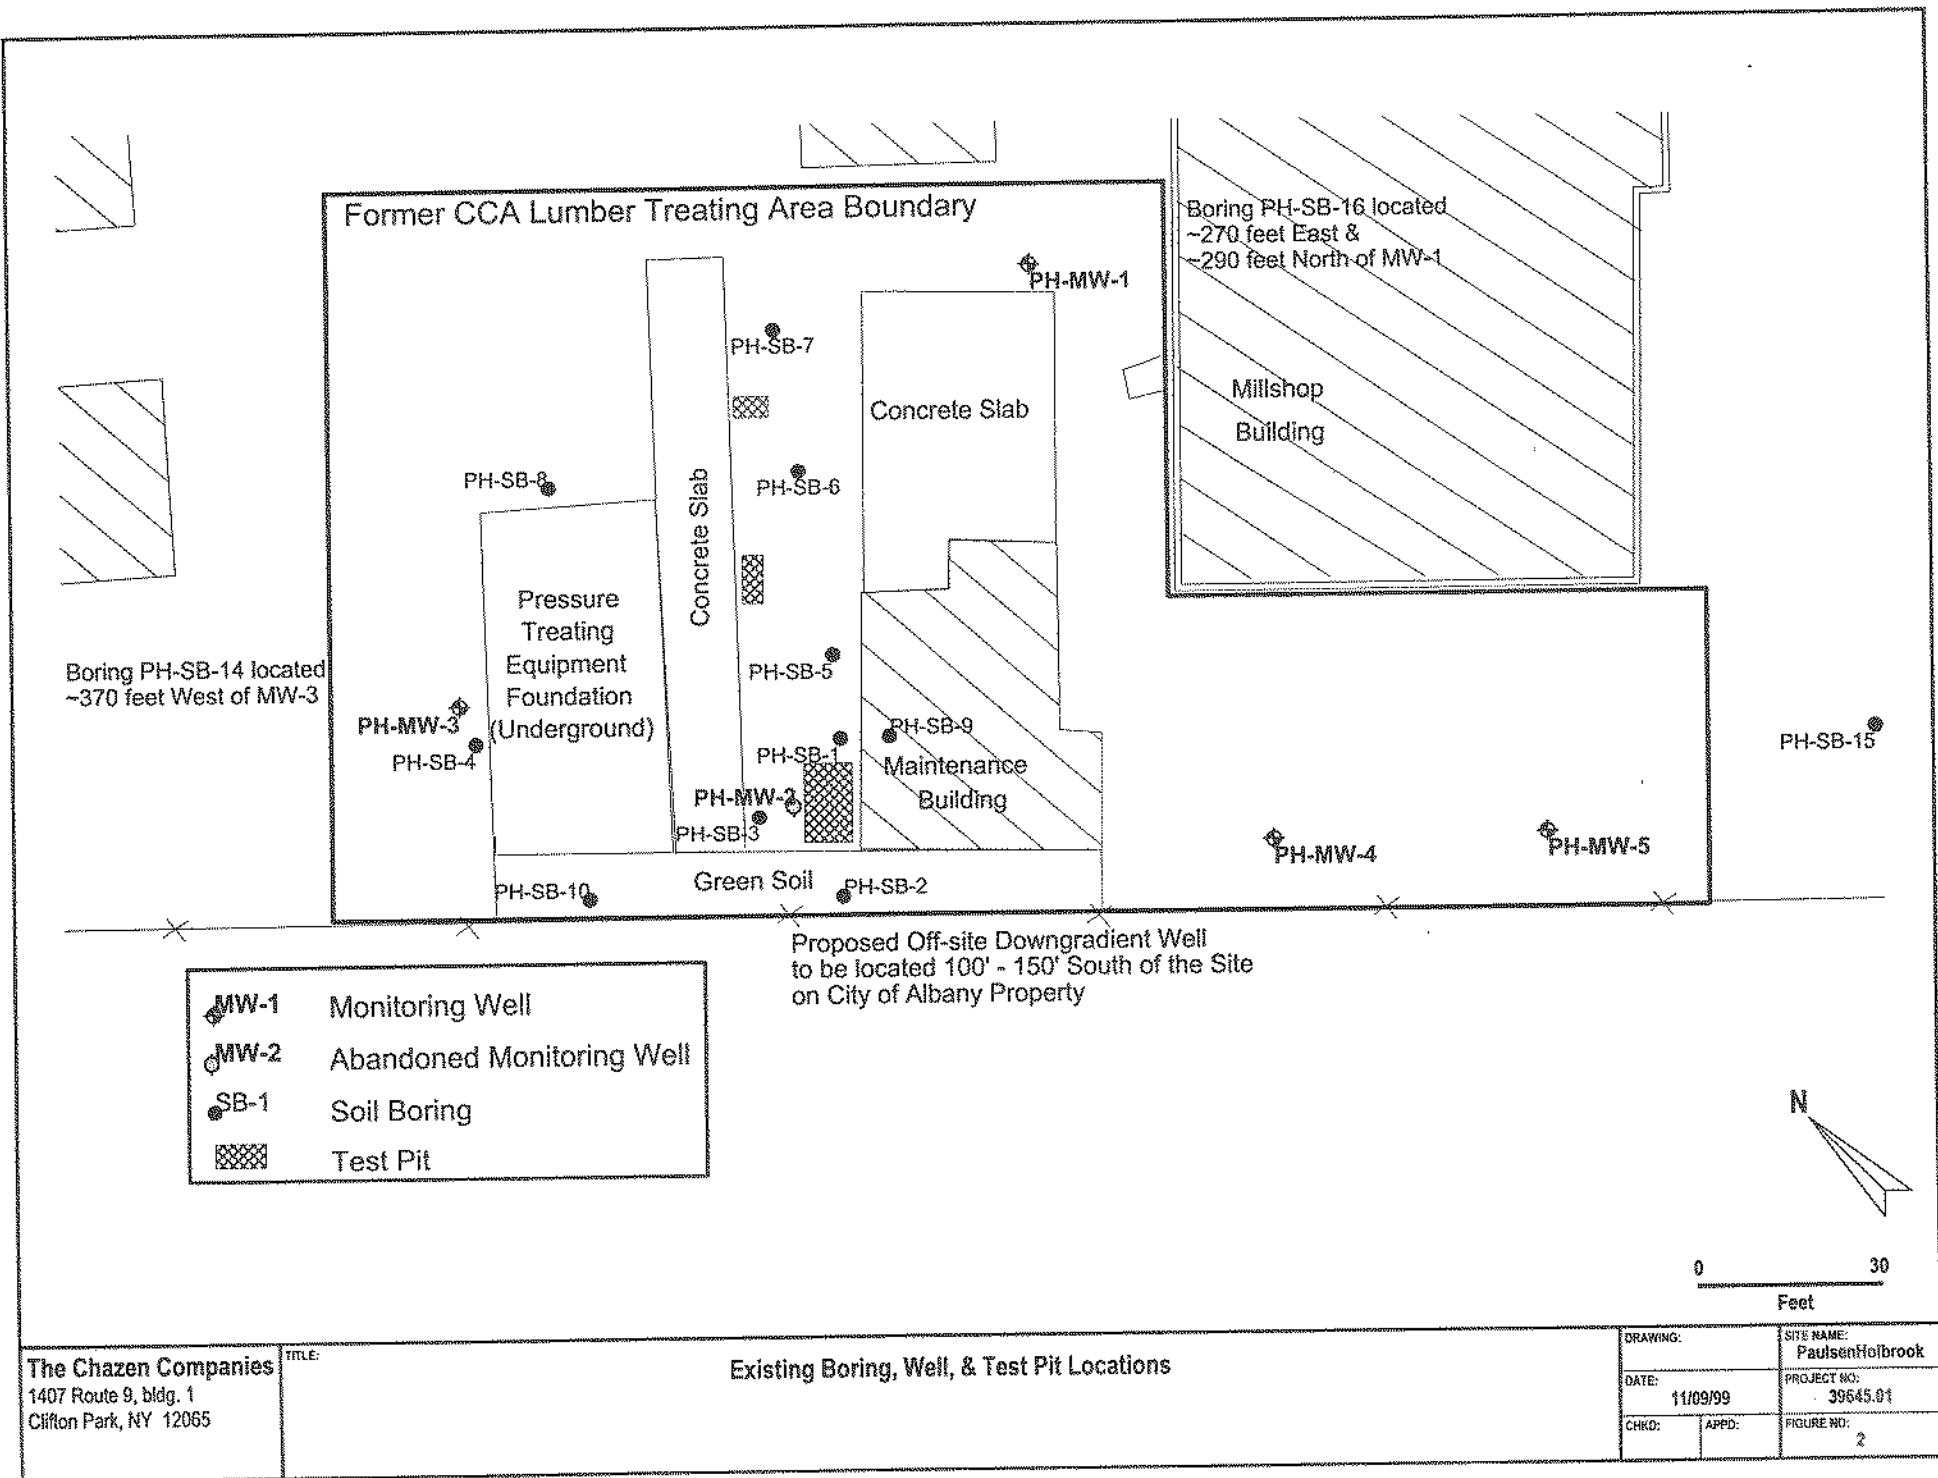 Former CCA Lumber Treating Area Boundary
Boring PH-SB-16 located
~270 feet East &
~290 feet North of MW-1
PH-MW-1
PH-SB-7
Concrete Slab
Millshop
Building
PH-SB-8
PH-SB-6
Concrete Slab
Pressure
Treating
Equipment
Foundation
(Underground)
Boring PH-SB-14 located
~370 feet West of MW-3
PH-SB-5
PH-MW-3
PH-SB-4
PH-SB-1
PH-SB-9
Maintenance
Building
PH-SB-15
PH-MW-2
PH-SB-3
PH-MW-4
PH-MW-5
Green Soil
PH-SB-10
PH-SB-2
Proposed Off-site Downgradient Well
to be located 100' - 150' South of the Site
on City of Albany Property
MW-1 Monitoring Well
MW-2 Abandoned Monitoring Well
SB-1 Soil Boring
Test Pit
N
0 30
Feet
The Chazen Companies
1407 Route 9, bldg. 1
Clifton Park, NY 12065
TITLE:
Existing Boring, Well, & Test Pit Locations
DRAWING:
SITE NAME:
PaulsenHolbrook
DATE:
11/09/99
PROJECT NO:
39645.01
CHKD:
APPD:
FIGURE NO:
2